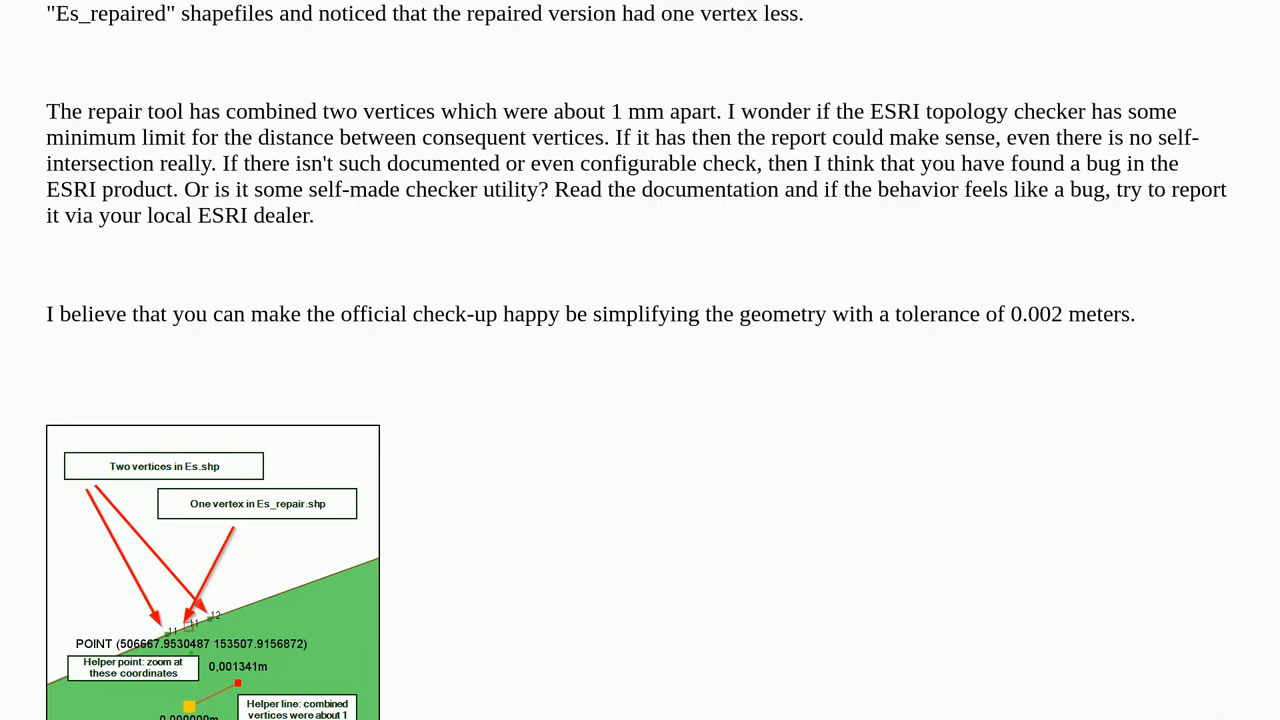 "Es_repaired" shapefiles and noticed that the repaired version had one vertex less.
The repair tool has combined two vertices which were about 1 mm apart. I wonder if the ESRI topology checker has some
minimum limit for the distance between consequent vertices. If it has then the report could make sense, even there is no self-
intersection really. If there isn't such documented or even configurable check, then I think that you have found a bug in the
ESRI product. Or is it some self-made checker utility? Read the documentation and if the behavior feels like a bug, try to report
it via your local ESRI dealer.
I believe that you can make the official check-up happy be simplifying the geometry with a tolerance of 0.002 meters.
Two vertices in Es.shp
One vertex in Es_repair.shp
12
11
11
POINT (506667.9530487 153507.9156872)
Helper point: zoom at
these coordinates
0,001341m
Helper line: combined
vertices were about 1
0,000000m